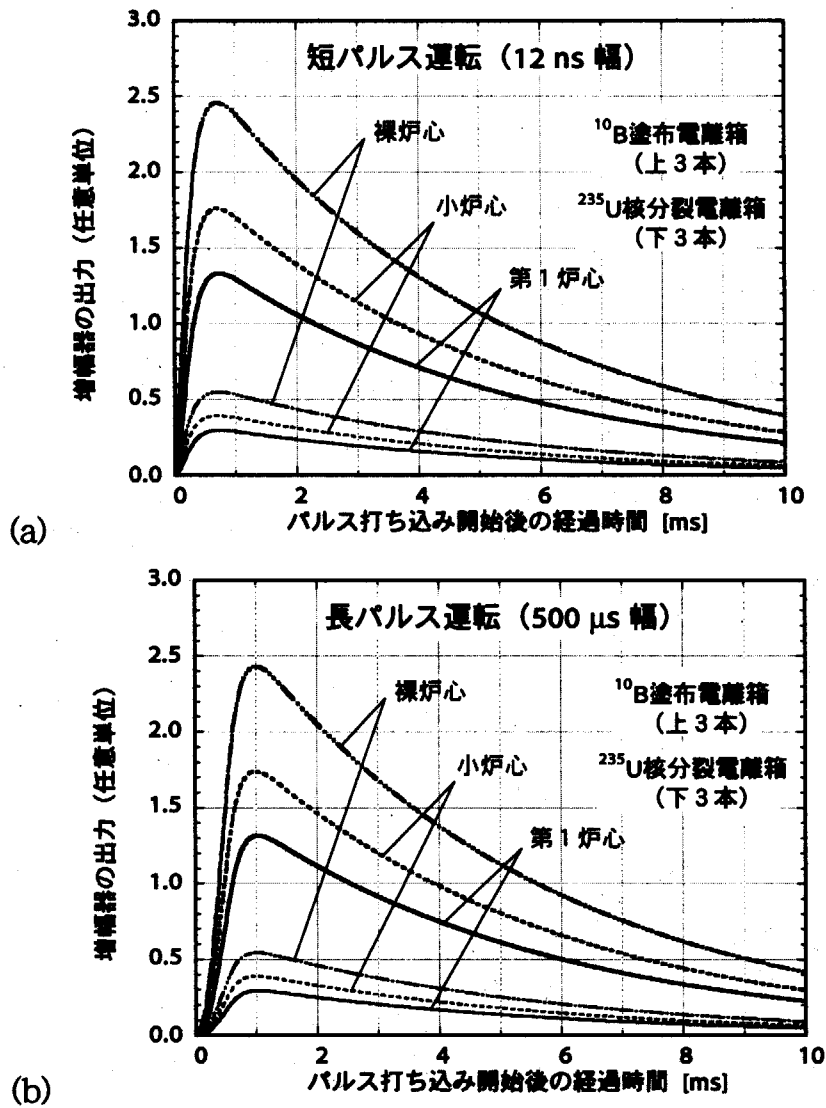 3.0
2.5
2.0
1.5
1.0
0.5
0.0
増幅器の出力(任意単位)
短パルス運転(12 ns 幅)
裸炉心
小炉心
第1炉心
¹⁰B塗布電離箱
(上3本)
²³⁵U核分裂電離箱
(下3本)
0 2 4 6 8 10
パルス打ち込み開始後の経過時間 [ms]
(a)
3.0
2.5
2.0
1.5
1.0
0.5
0.0
増幅器の出力(任意単位)
長パルス運転(500 μs 幅)
裸炉心
小炉心
第1炉心
¹⁰B塗布電離箱
(上3本)
²³⁵U核分裂電離箱
(下3本)
0 2 4 6 8 10
パルス打ち込み開始後の経過時間 [ms]
(b)